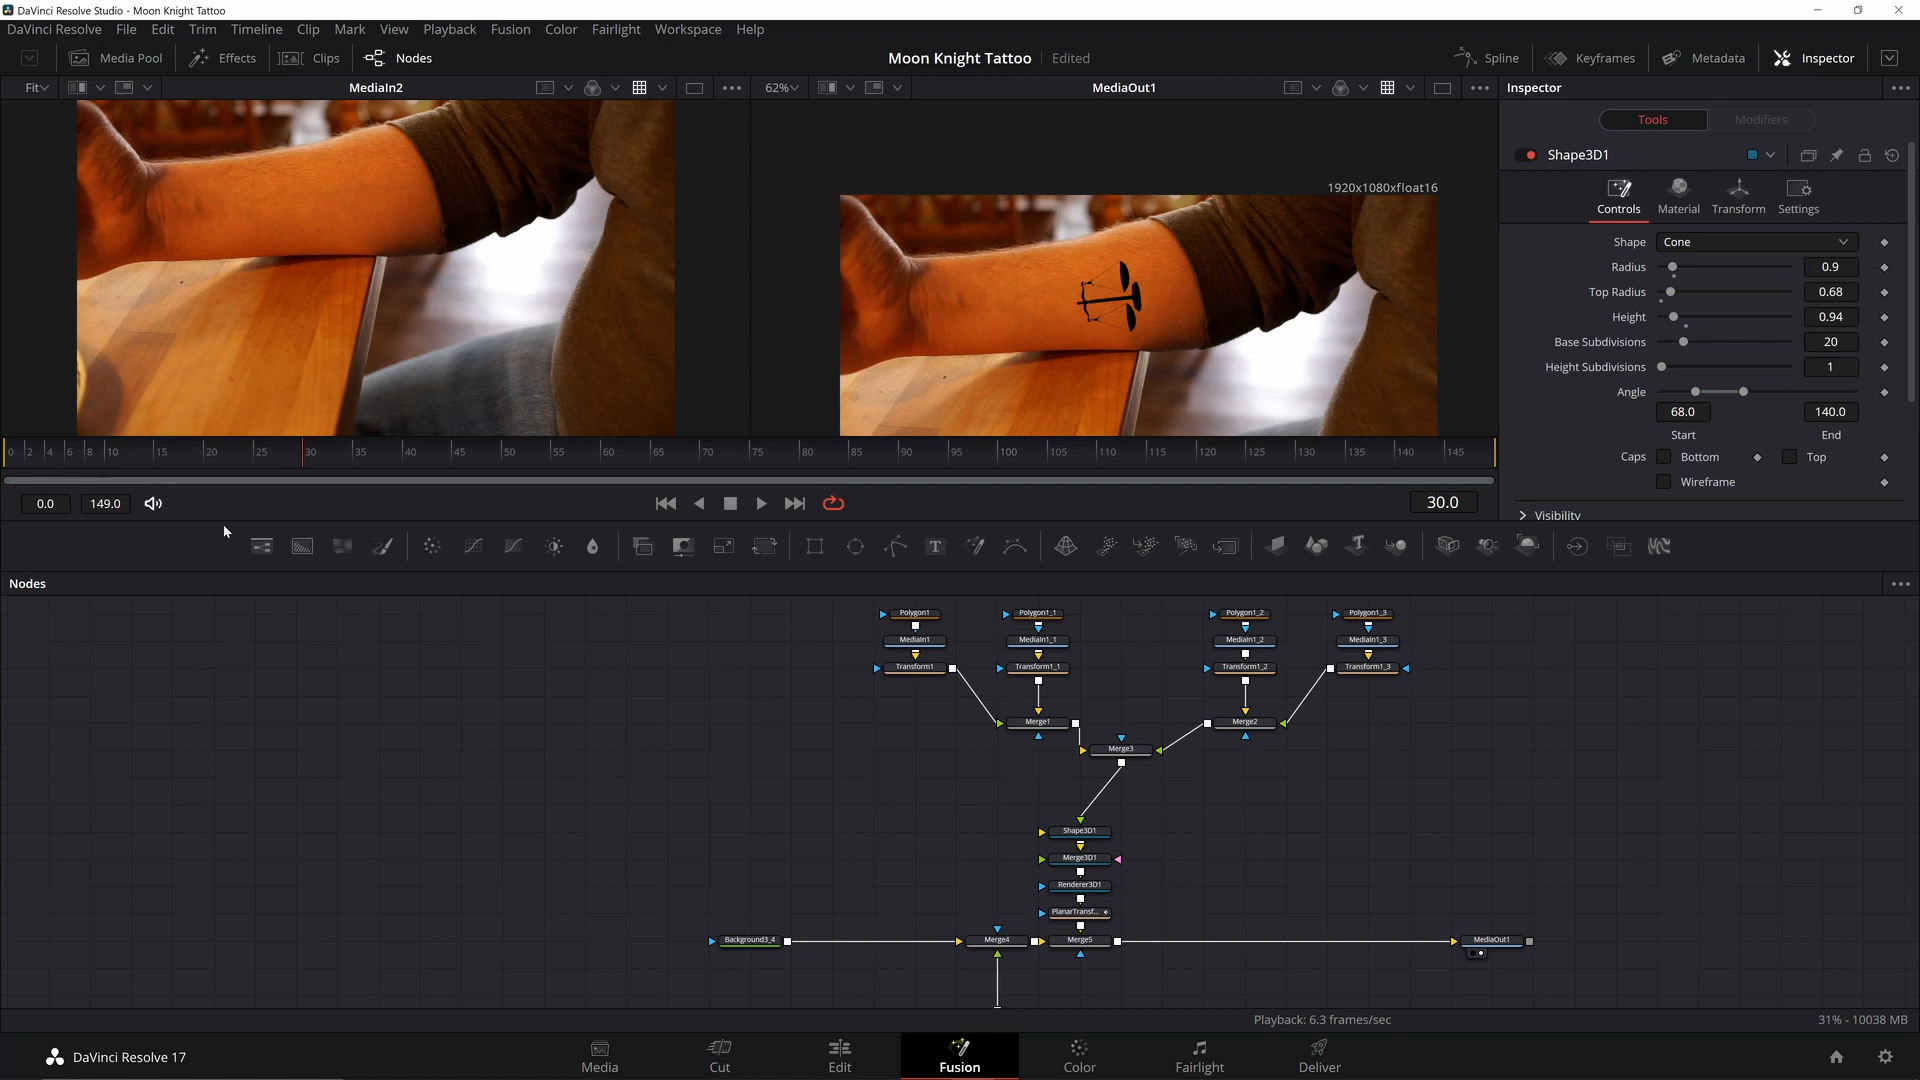 DaVinci Resolve Studio - Moon Knight Tattoo
DaVinci Resolve File Edit Trim Timeline Clip Mark View Playback Fusion Color Fairlight Workspace Help
Media Pool Effects Clips Nodes Moon Knight Tattoo Edited Spline Keyframes Metadata Inspector
Fit MediaIn2 62% MediaOut1 Inspector
Tools Modifiers
Shape3D1
1920x1080xfloat16
Controls Material Transform Settings
Shape Cone
Radius 0.9
Top Radius 0.68
Height 0.94
Base Subdivisions 20
Height Subdivisions 1
Angle
68.0 140.0
Start End
Caps Bottom Top
Wireframe
Visibility
0 2 4 6 8 10 15 20 25 30 35 40 45 50 55 60 65 70 75 80 85 90 95 100 105 110 115 120 125 130 135 140 145
0.0 149.0 30.0
Nodes
Polygon1 Polygon1_1 Polygon1_2 Polygon1_3
MediaIn1 MediaIn1_1 MediaIn1_2 MediaIn1_3
Transform1 Transform1_1 Transform1_2 Transform1_3
Merge1 Merge2
Merge3
Shape3D1
Merge3D1
Renderer3D1
PlanarTransf...
Background3_4 Merge4 Merge5 MediaOut1
Playback: 6.3 frames/sec 31% - 10038 MB
DaVinci Resolve 17 Media Cut Edit Fusion Color Fairlight Deliver